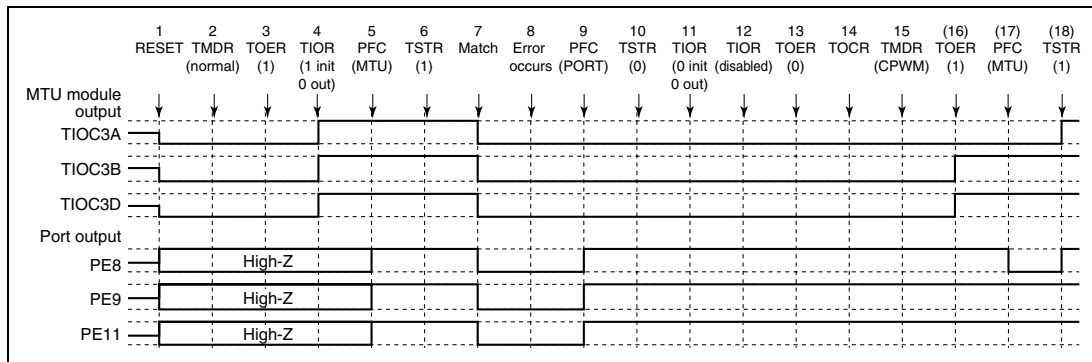 1 2 3 4 5 6 7 8 9 10 11 12 13 14 15 (16) (17) (18)
RESET TMDR TOER TIOR PFC TSTR Match Error PFC TSTR TIOR TIOR TOER TOCR TMDR TOER PFC TSTR
(normal) (1) (1 init (MTU) (1) occurs (PORT) (0) (0 init (disabled) (0) (CPWM) (1) (MTU) (1)
0 out) 0 out)
MTU module
output
TIOC3A
TIOC3B
TIOC3D
Port output
PE8 High-Z
PE9 High-Z
PE11 High-Z